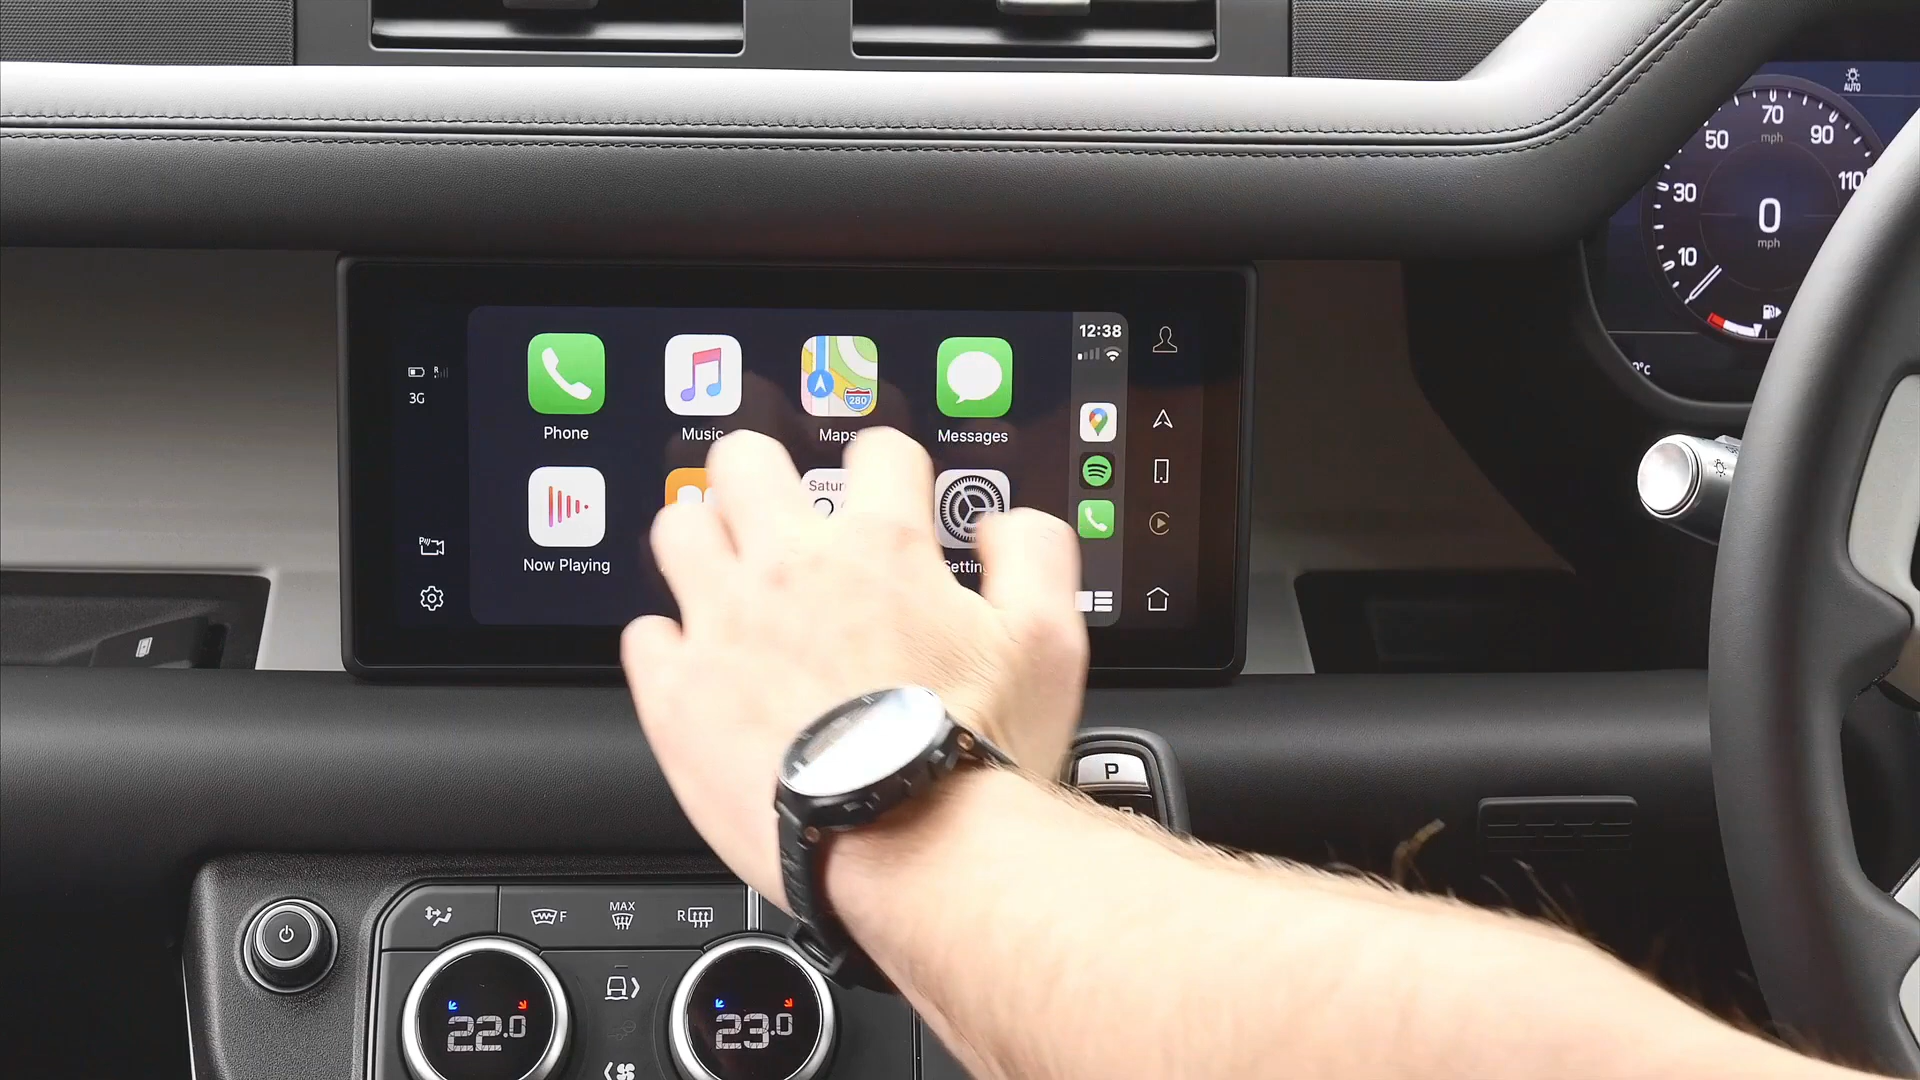 AUTO
70
mph
50
90
30
110
0
mph
10
°c
12:38
R
3G
280
Phone
Music
Maps
Messages
Satur
Now Playing
P
F
MAX
R
22.0
23.0